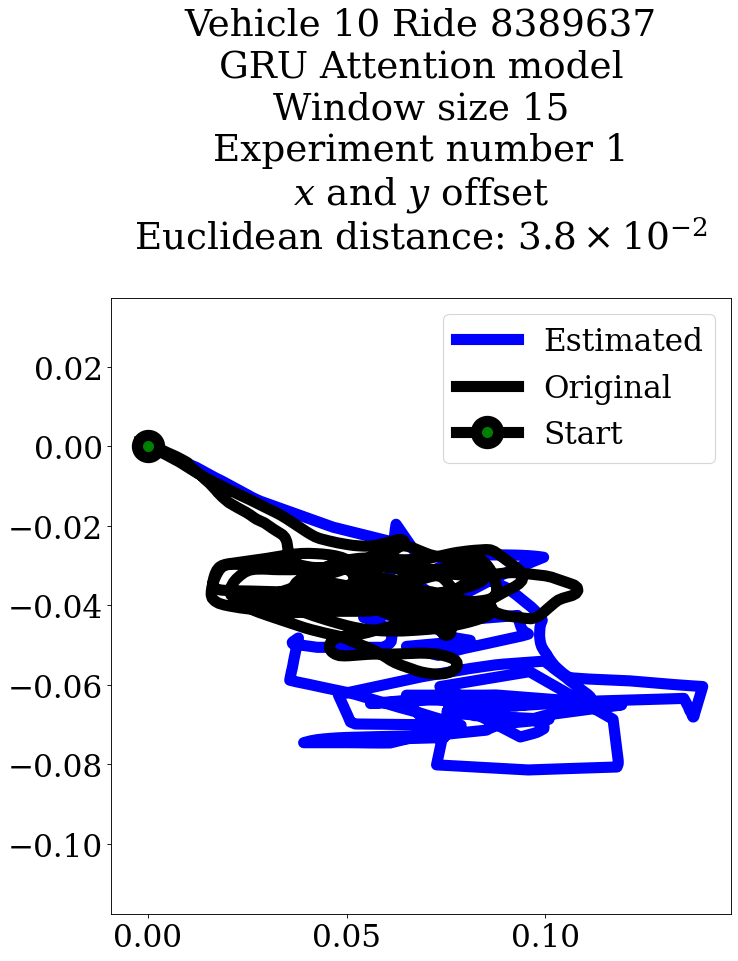 Vehicle 10 Ride 8389637
GRU Attention model
Window size 15
Experiment number 1
x and y offset
Euclidean distance: 3.8 × 10⁻²
Estimated
Original
Start
0.02
0.00
−0.02
−0.04
−0.06
−0.08
−0.10
0.00 0.05 0.10